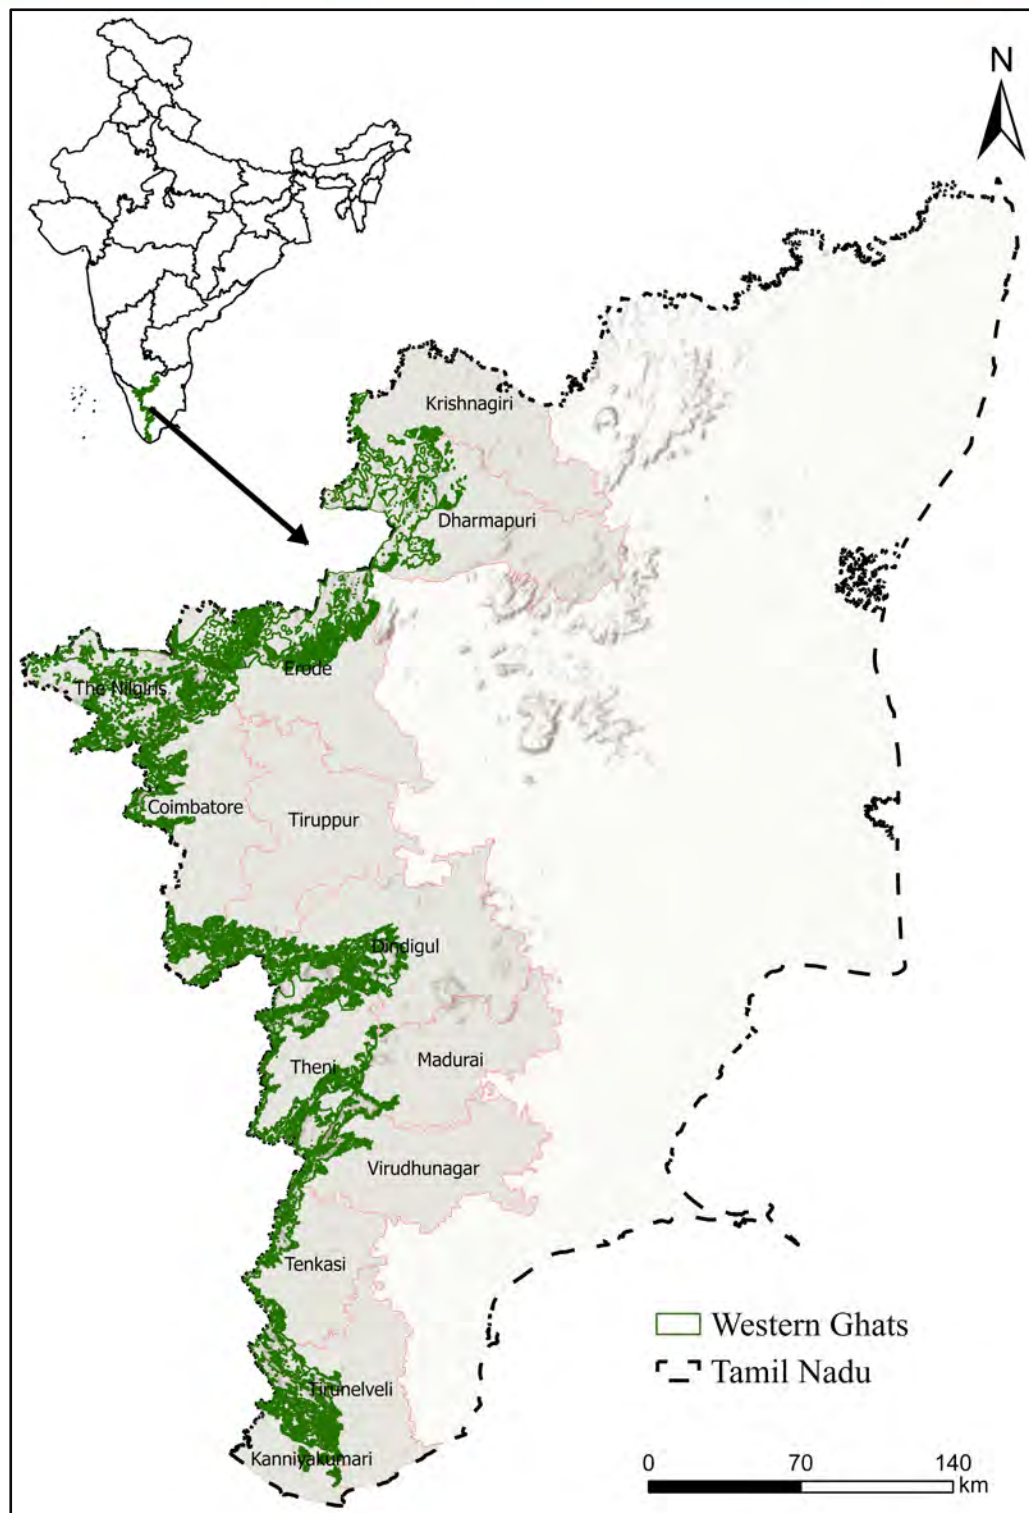 N
Krishnagiri
Dharmapuri
Erode
The Nilgiris
Coimbatore
Tiruppur
Dindigul
Theni
Madurai
Virudhunagar
Tenkasi
Tirunelveli
Kanniyakumari
Western Ghats
Tamil Nadu
0 70 140
km